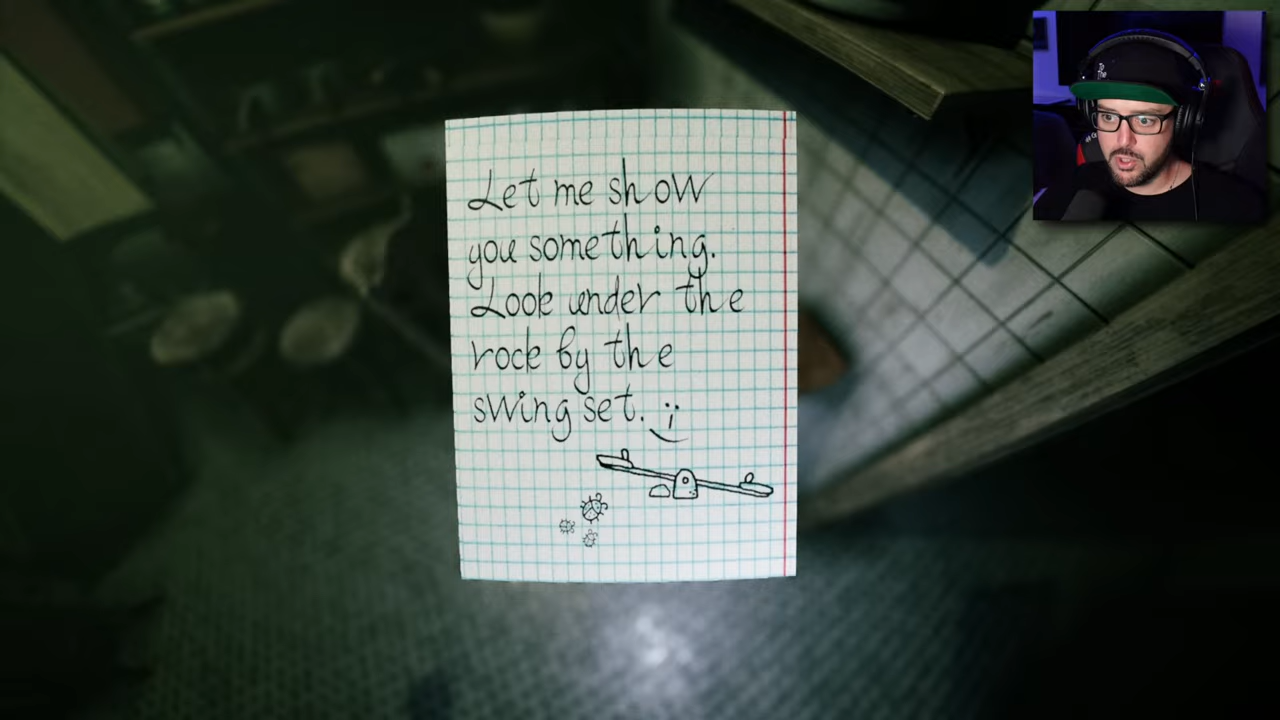 Let me show
you something.
Look under the
rock by the
swing set.